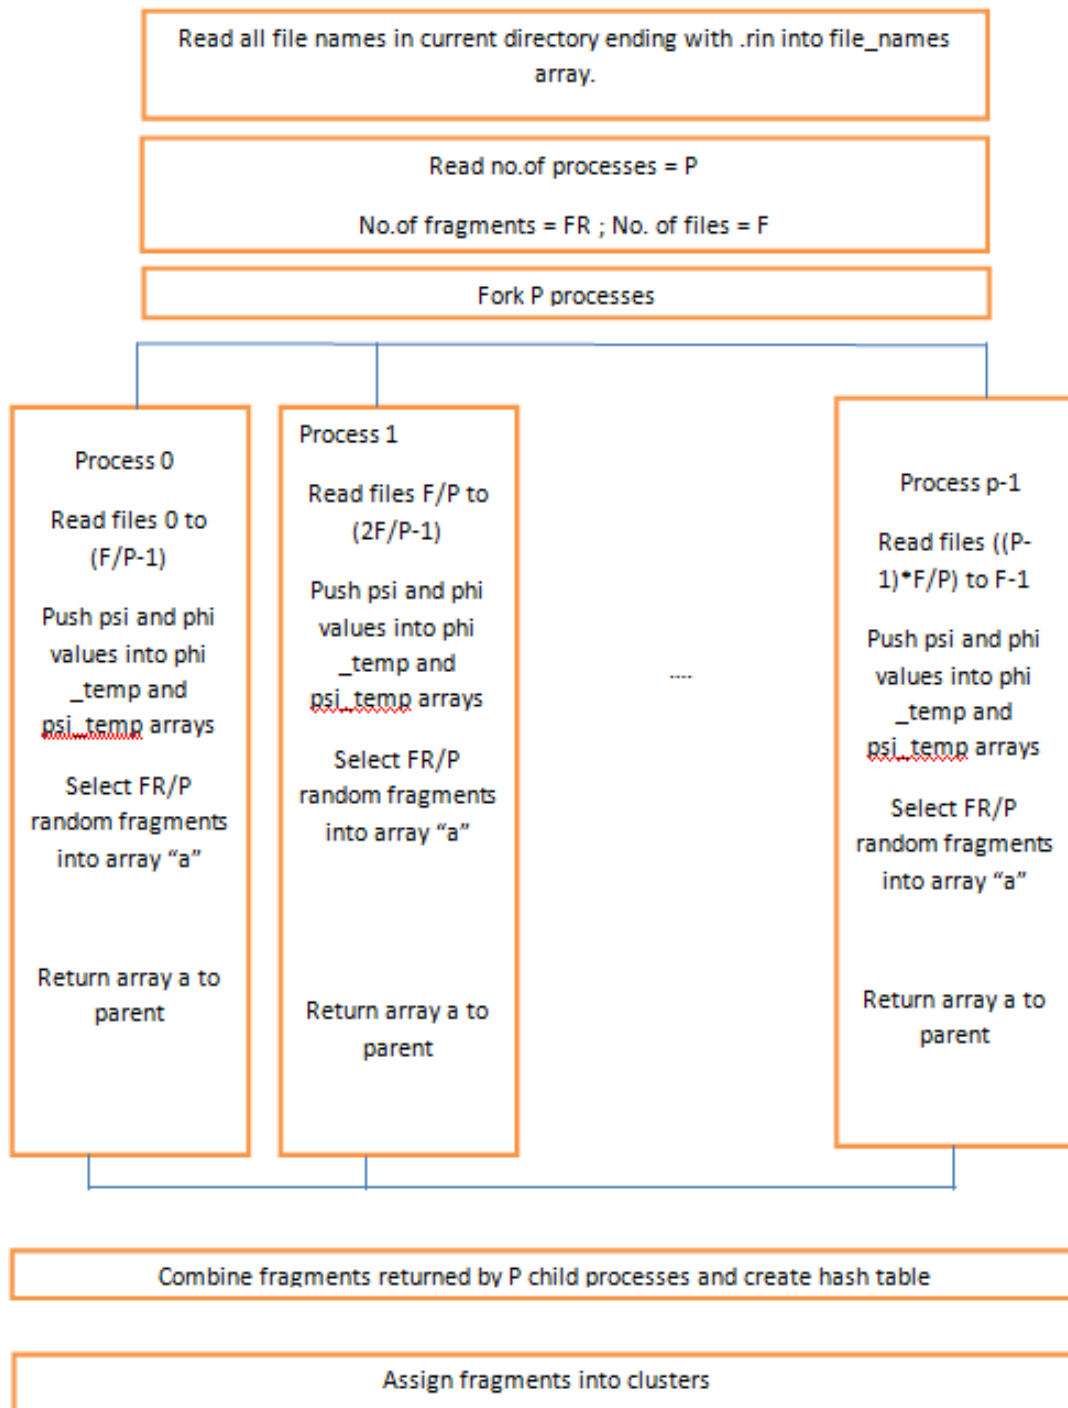 Read all file names in current directory ending with .rin into file_names
array.
Read no.of processes = P
No.of fragments = FR ; No. of files = F
Fork P processes
Process 0
Read files 0 to
(F/P-1)
Push psi and phi
values into phi
_temp and
psi_temp arrays
Select FR/P
random fragments
into array “a”
Return array a to
parent
Process 1
Read files F/P to
(2F/P-1)
Push psi and phi
values into phi
_temp and
psi_temp arrays
Select FR/P
random fragments
into array “a”
Return array a to
parent
....
Process p-1
Read files ((P-
1)*F/P) to F-1
Push psi and phi
values into phi
_temp and
psi_temp arrays
Select FR/P
random fragments
into array “a”
Return array a to
parent
Combine fragments returned by P child processes and create hash table
Assign fragments into clusters